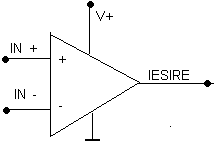 V+
IN +
+
IESIRE
IN -
-